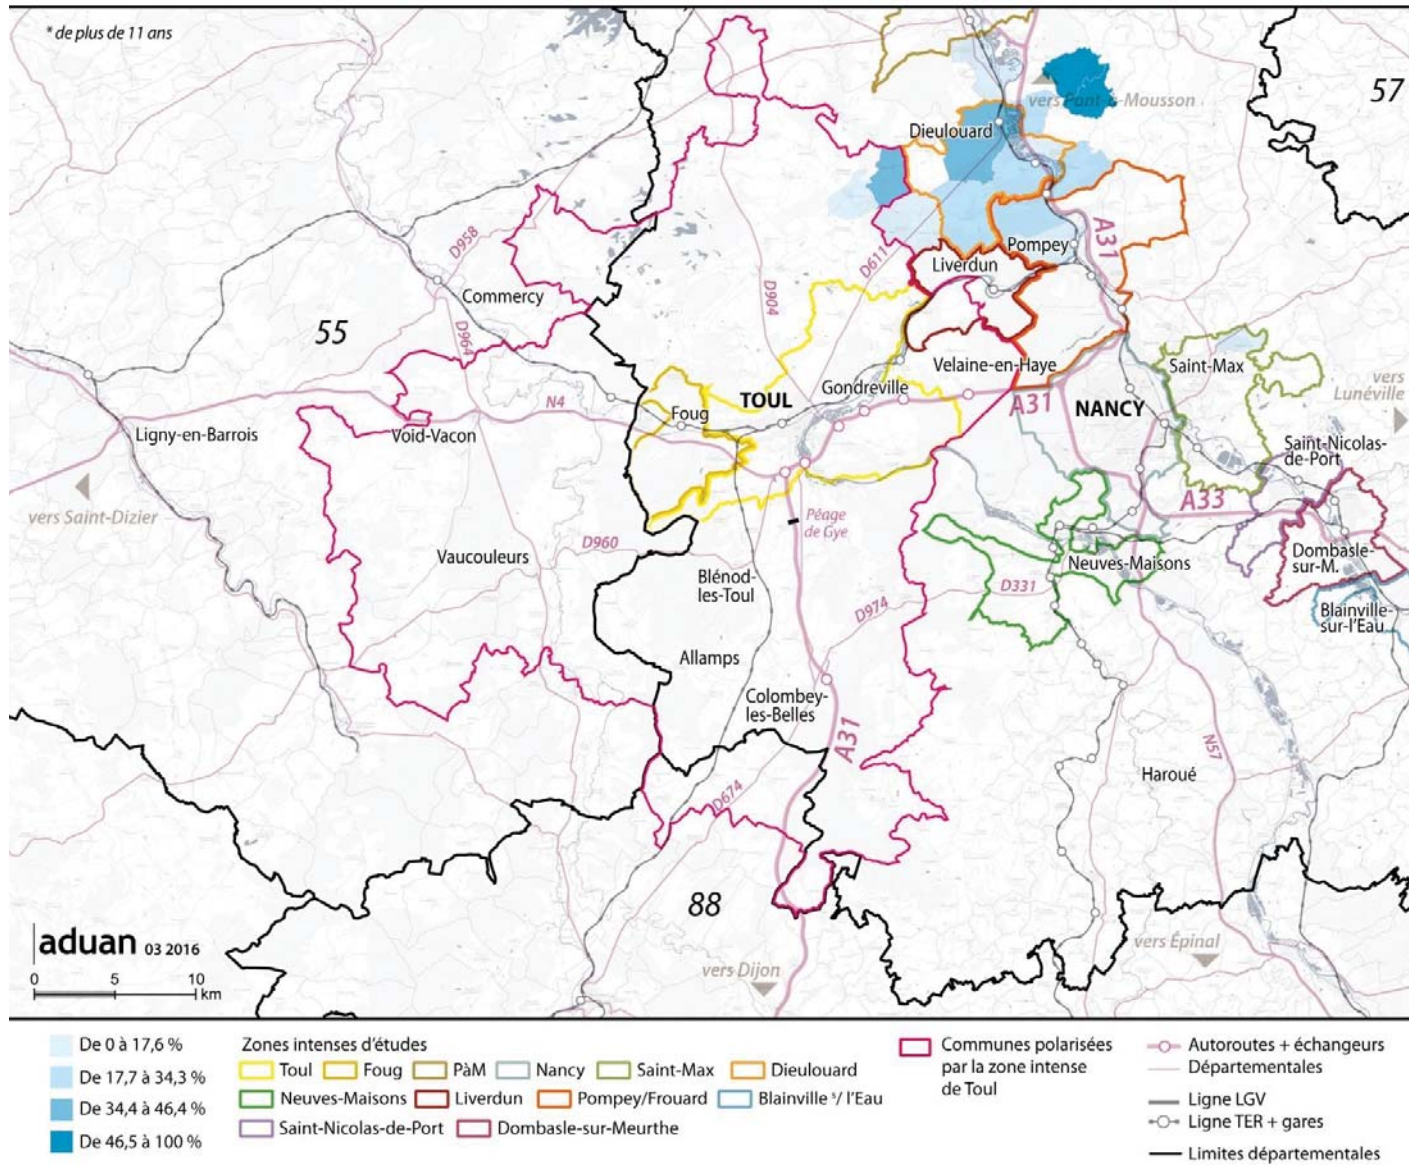 * de plus de 11 ans
57
vers Pont-à-Mousson
Dieulouard
A31
Pompey
Liverdun
D611
D958
D904
Commercy
55
D964
Velaine-en-Haye
Saint-Max
vers
Lunéville
Gondreville
TOUL
A31
NANCY
N4
Foug
Ligny-en-Barrois
Void-Vacon
Saint-Nicolas-
de-Port
A33
vers Saint-Dizier
Péage
de Gye
D960
Vaucouleurs
Blénod-
les-Toul
Neuves-Maisons
Dombasle-
sur-M.
D331
D974
Blainville-
sur-l'Eau
Allamps
Colombey-
les-Belles
A31
N57
Haroué
D674
88
aduan 03 2016
0 5 10
km
vers Épinal
vers Dijon
De 0 à 17,6 %
De 17,7 à 34,3 %
De 34,4 à 46,4 %
De 46,5 à 100 %
Zones intenses d'études
Toul Foug PàM Nancy Saint-Max Dieulouard
Neuves-Maisons Liverdun Pompey/Frouard Blainville s/ l'Eau
Saint-Nicolas-de-Port Dombasle-sur-Meurthe
Communes polarisées
par la zone intense
de Toul
Autoroutes + échangeurs
Départementales
Ligne LGV
Ligne TER + gares
Limites départementales